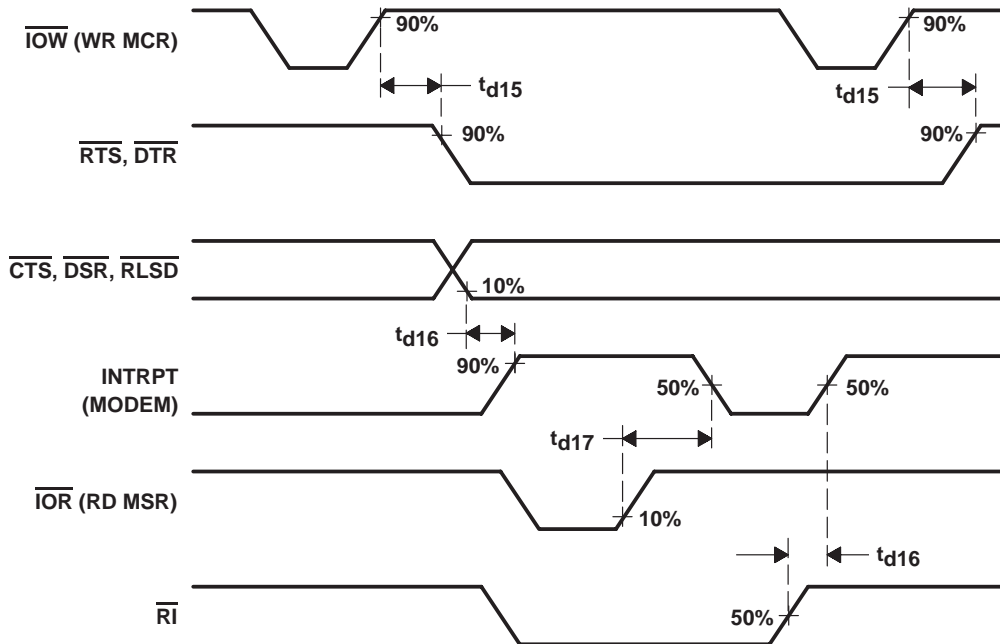 IOW (WR MCR)
90%
90%
td15
td15
RTS, DTR
90%
90%
CTS, DSR, RLSD
10%
td16
INTRPT
(MODEM)
90%
50%
50%
td17
IOR (RD MSR)
10%
td16
RI
50%